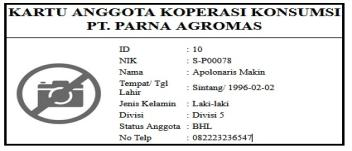 KARTU ANGGOTA KOPERASI KONSUMSI
PT. PARNA AGROMAS
ID : 10
NIK : S-P00078
Nama : Apolonaris Makin
Tempat/ Tgl Lahir : Sintang/ 1996-02-02
Jenis Kelamin : Laki-laki
Divisi : Divisi 5
Status Anggota : BHL
No Telp : 082223236547